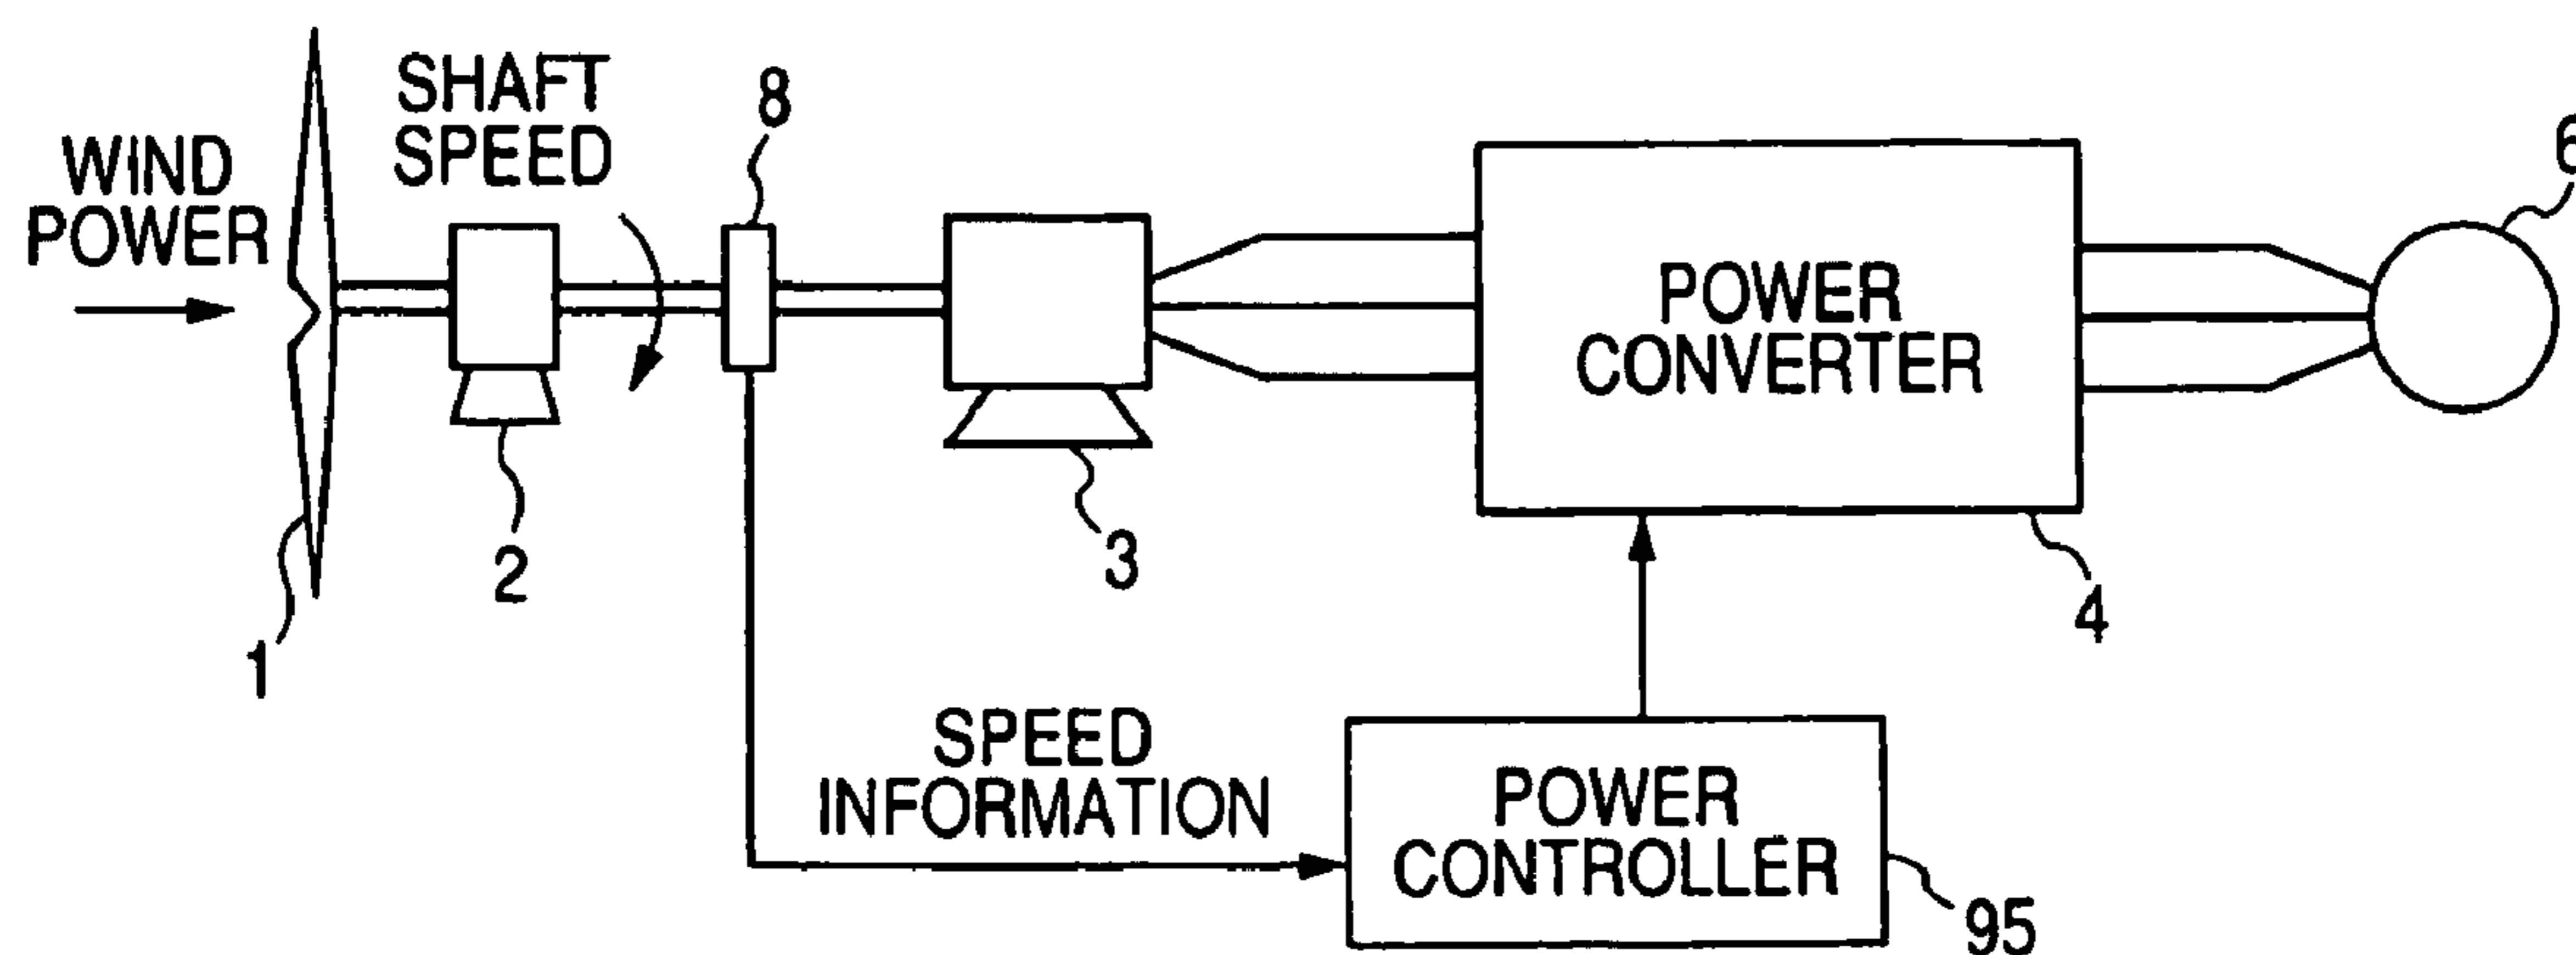 WIND
POWER
SHAFT
SPEED
8
6
POWER
CONVERTER
2
3
1
4
SPEED
INFORMATION
POWER
CONTROLLER
95